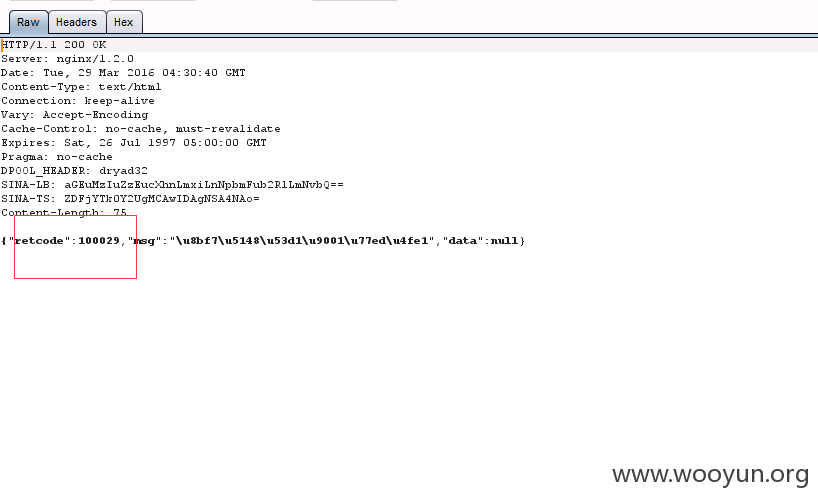 Raw Headers Hex
HTTP/1.1 200 OK
Server: nginx/1.2.0
Date: Tue, 29 Mar 2016 04:30:40 GMT
Content-Type: text/html
Connection: keep-alive
Vary: Accept-Encoding
Cache-Control: no-cache, must-revalidate
Expires: Sat, 26 Jul 1997 05:00:00 GMT
Pragma: no-cache
DPOOL_HEADER: dryad32
SINA-LB: aGEuMzIuZzEucXhnLmxiLnNpbmFub2RlLmNvbQ==
SINA-TS: ZDFjYTk0Y2UgMCAwIDAgNSA4NAo=
Content-Length: 75
{"retcode":100029,"msg":"\u8bf7\u5148\u53d1\u9001\u77ed\u4fe1","data":null}
www.wooyun.org